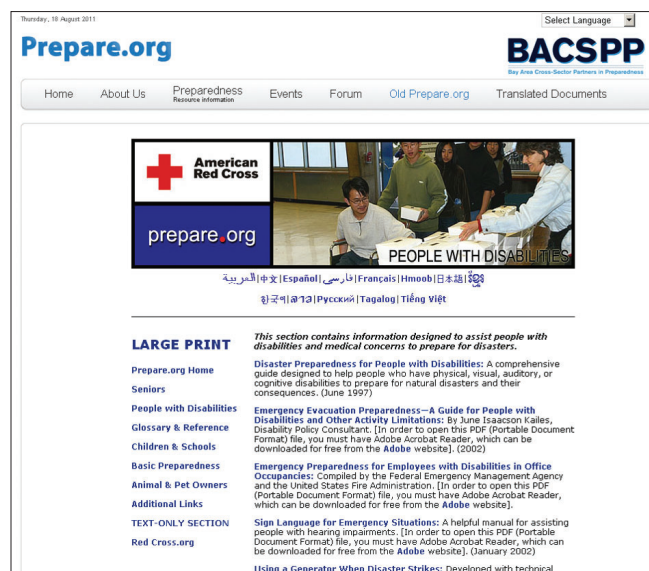 Thursday, 18 August 2011
Select Language
Prepare.org
BACSPP
Bay Area Cross-Sector Partners in Preparedness
Home About Us Preparedness Events Forum Old Prepare.org Translated Documents
Resource information
American
Red Cross
prepare.org
PEOPLE WITH DISABILITIES
العربية|中文|Español|فارسی|Français|Hmoob|日本語|ខ្មែរ
한국어|ລາວ|Русский|Tagalog|Tiếng Việt
LARGE PRINT
Prepare.org Home
Seniors
People with Disabilities
Glossary & Reference
Children & Schools
Basic Preparedness
Animal & Pet Owners
Additional Links
TEXT-ONLY SECTION
Red Cross.org
This section contains information designed to assist people with
disabilities and medical concerns to prepare for disasters.
Disaster Preparedness for People with Disabilities: A comprehensive
guide designed to help people who have physical, visual, auditory, or
cognitive disabilities to prepare for natural disasters and their
consequences. (June 1997)
Emergency Evacuation Preparedness—A Guide for People with
Disabilities and Other Activity Limitations: By June Isaacson Kailes,
Disability Policy Consultant. [In order to open this PDF (Portable Document
Format) file, you must have Adobe Acrobat Reader, which can be
downloaded for free from the Adobe website]. (2002)
Emergency Preparedness for Employees with Disabilities in Office
Occupancies: Compiled by the Federal Emergency Management Agency
and the United States Fire Administration. [In order to open this PDF
(Portable Document Format) file, you must have Adobe Acrobat Reader,
which can be downloaded for free from the Adobe website].
Sign Language for Emergency Situations: A helpful manual for assisting
people with hearing impairments. [In order to open this PDF (Portable
Document Format) file, you must have Adobe Acrobat Reader, which can
be downloaded for free from the Adobe website]. (January 2002)
Using a Generator When Disaster Strikes: Developed with technical